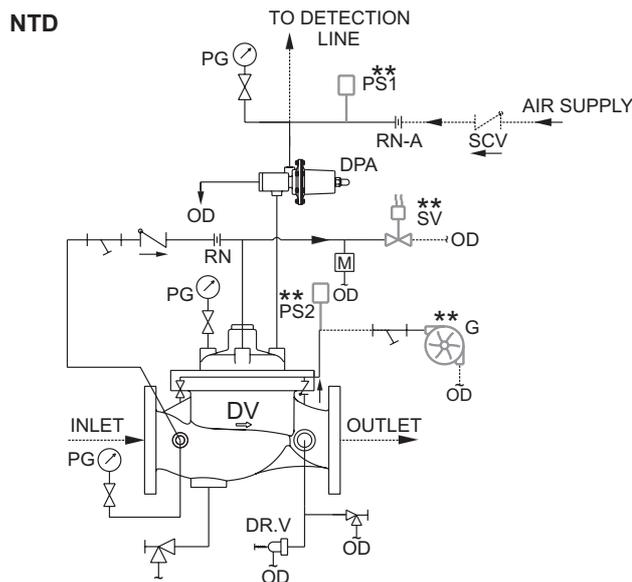 NTD
TO DETECTION
LINE
PG
**
PS1
AIR SUPPLY
RN-A
SCV
DPA
OD
**
SV
OD
RN
M
OD
PG
**
PS2
**
G
OD
DV
INLET
OUTLET
PG
DR.V
OD
OD